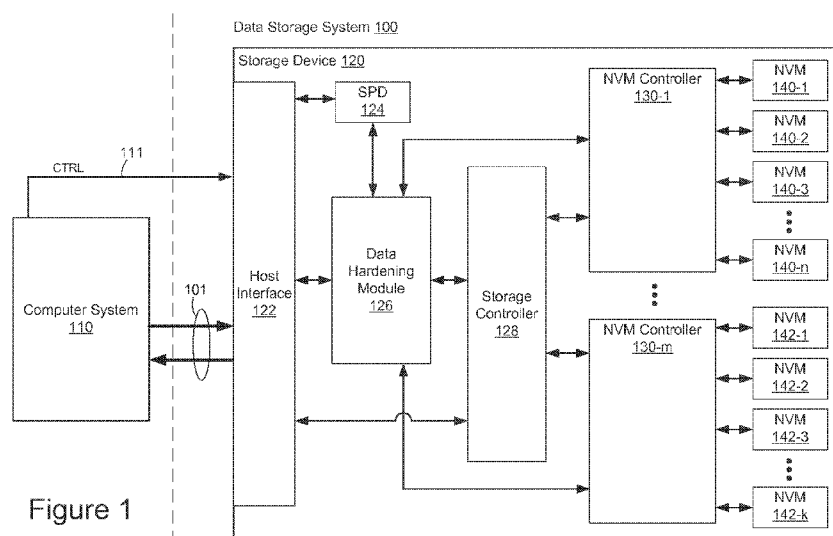 Data Storage System 100
Storage Device 120
SPD
124
NVM Controller
130-1
NVM
140-1
NVM
140-2
NVM
140-3
NVM
140-n
CTRL
111
Computer System
110
101
Host
Interface
122
Data
Hardening
Module
126
Storage
Controller
128
NVM Controller
130-m
NVM
142-1
NVM
142-2
NVM
142-3
NVM
142-k
Figure 1